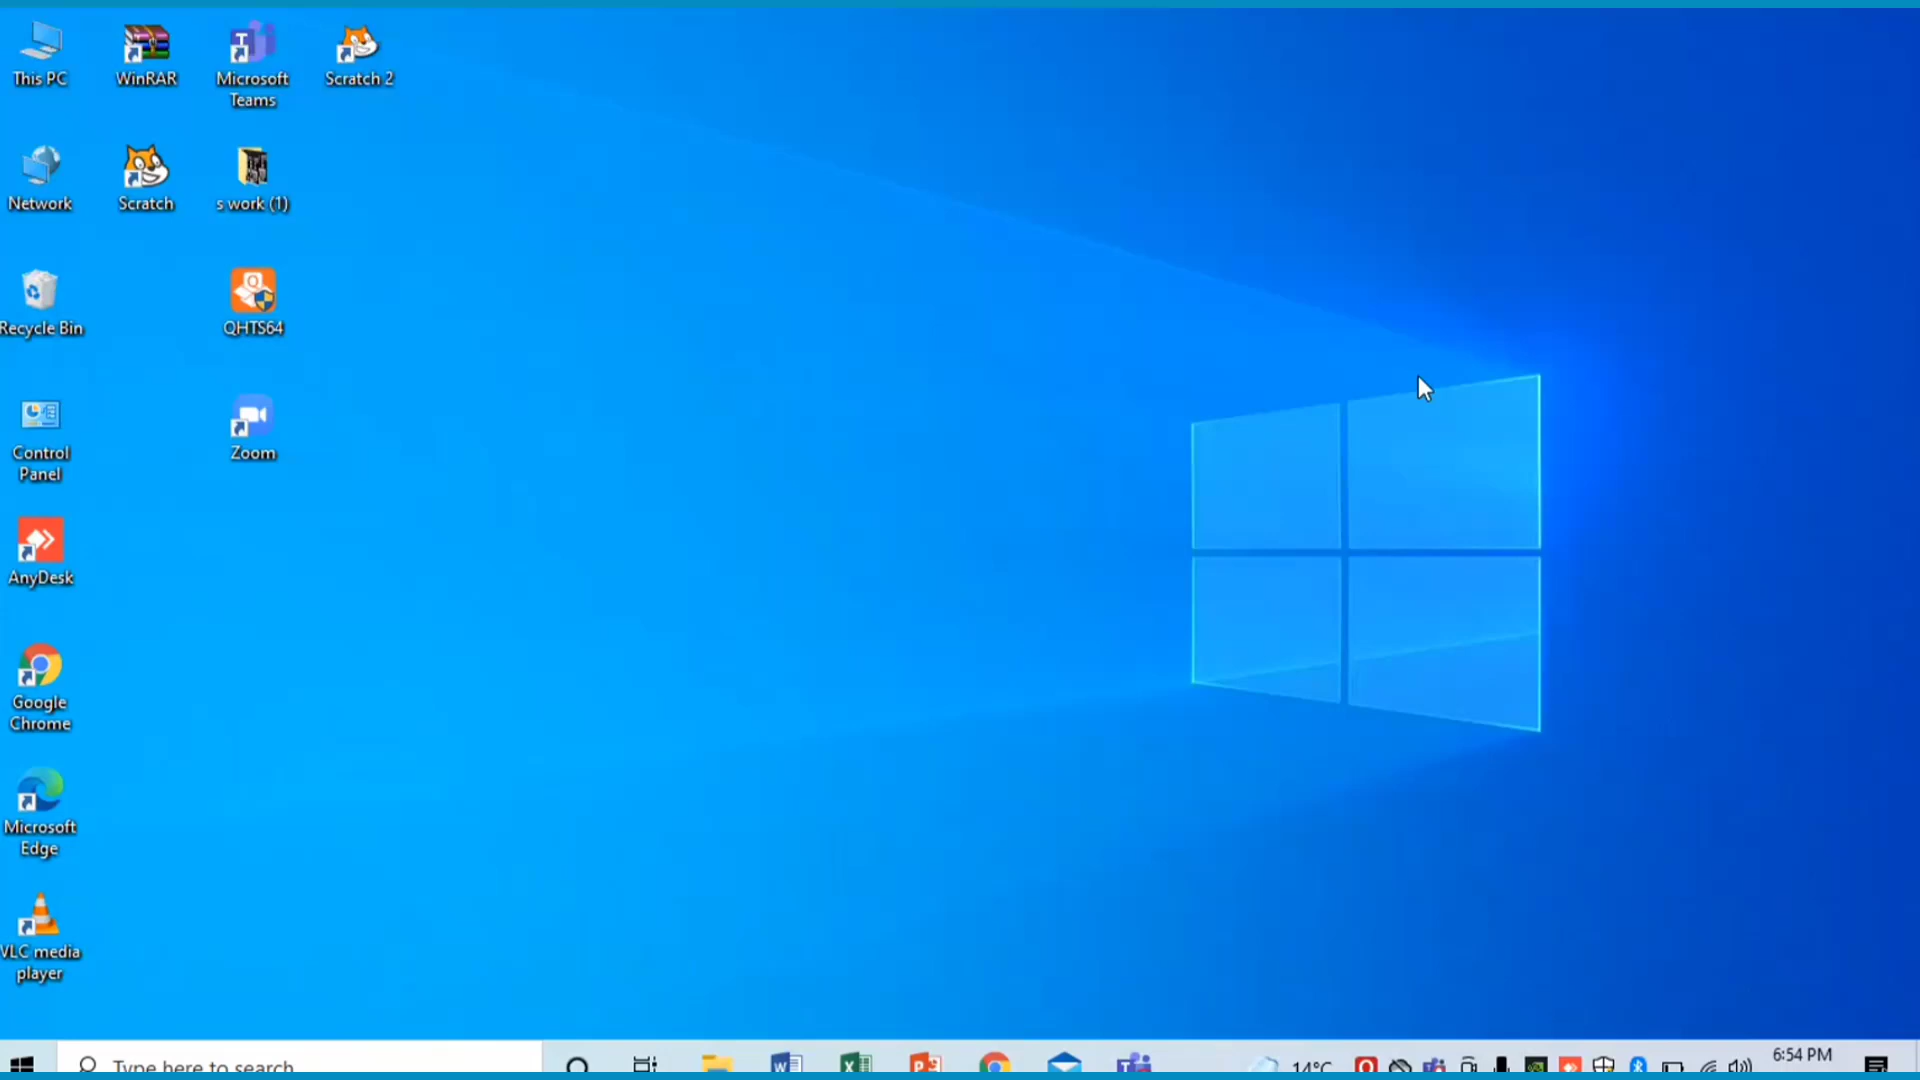 This PC
WinRAR
Microsoft
Teams
Scratch 2
Network
Scratch
s work (1)
Recycle Bin
QHTS64
Control
Panel
Zoom
AnyDesk
Google
Chrome
Microsoft
Edge
VLC media
player
Type here to search
14°C
6:54 PM